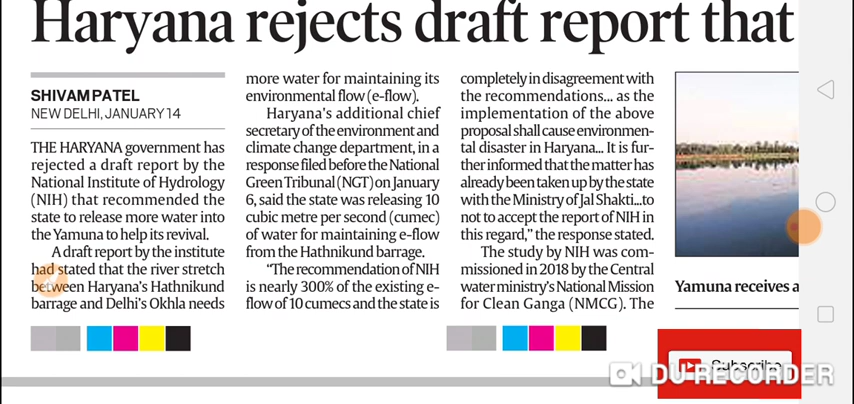 Haryana rejects draft report that
SHIVAM PATEL
NEW DELHI, JANUARY 14
THE HARYANA government has
rejected a draft report by the
National Institute of Hydrology
(NIH) that recommended the
state to release more water into
the Yamuna to help its revival.
A draft report by the institute
had stated that the river stretch
between Haryana's Hathnikund
barrage and Delhi's Okhla needs
more water for maintaining its
environmental flow (e-flow).
Haryana's additional chief
secretary of the environment and
climate change department, in a
response filed before the National
Green Tribunal (NGT) on January
6, said the state was releasing 10
cubic metre per second (cumec)
of water for maintaining e-flow
from the Hathnikund barrage.
"The recommendation of NIH
is nearly 300% of the existing e-
flow of 10 cumecs and the state is
completely in disagreement with
the recommendations... as the
implementation of the above
proposal shall cause environmen-
tal disaster in Haryana... It is fur-
ther informed that the matter has
already been taken up by the state
with the Ministry of Jal Shakti...to
not to accept the report of NIH in
this regard," the response stated.
The study by NIH was com-
missioned in 2018 by the Central
water ministry's National Mission
for Clean Ganga (NMCG). The
Yamuna receives a
Subscribe
DU RECORDER